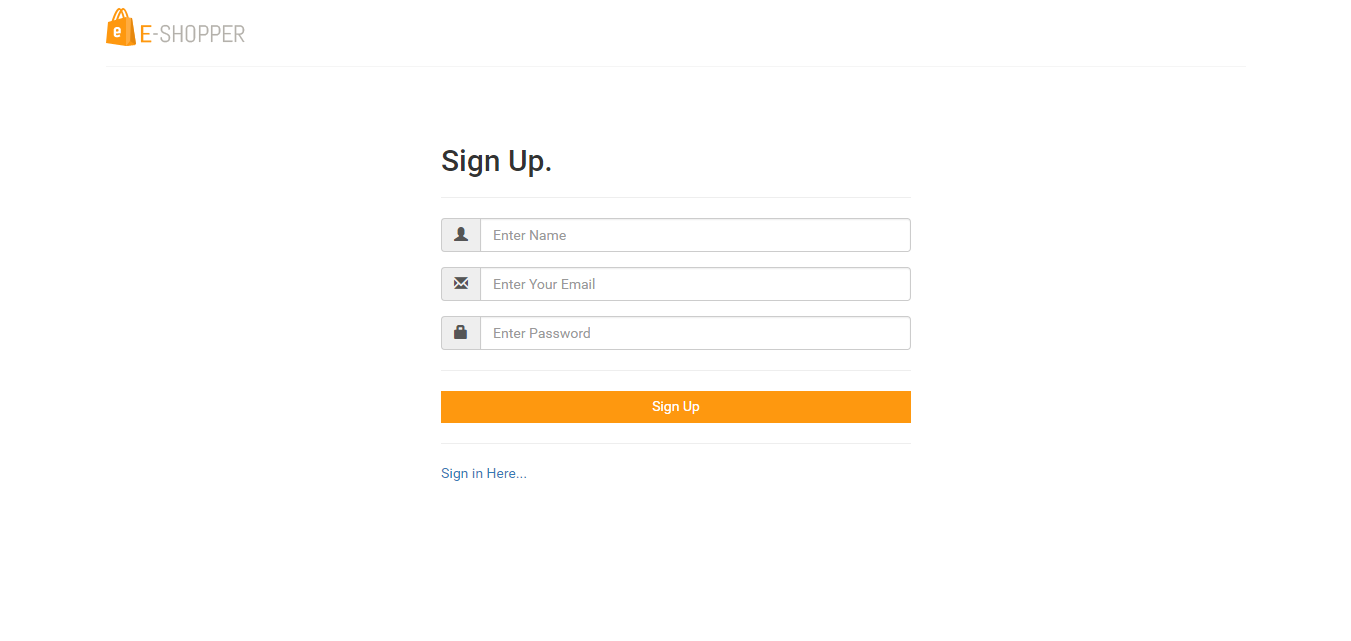 e E-SHOPPER
Sign Up.
Enter Name
Enter Your Email
Enter Password
Sign Up
Sign in Here...